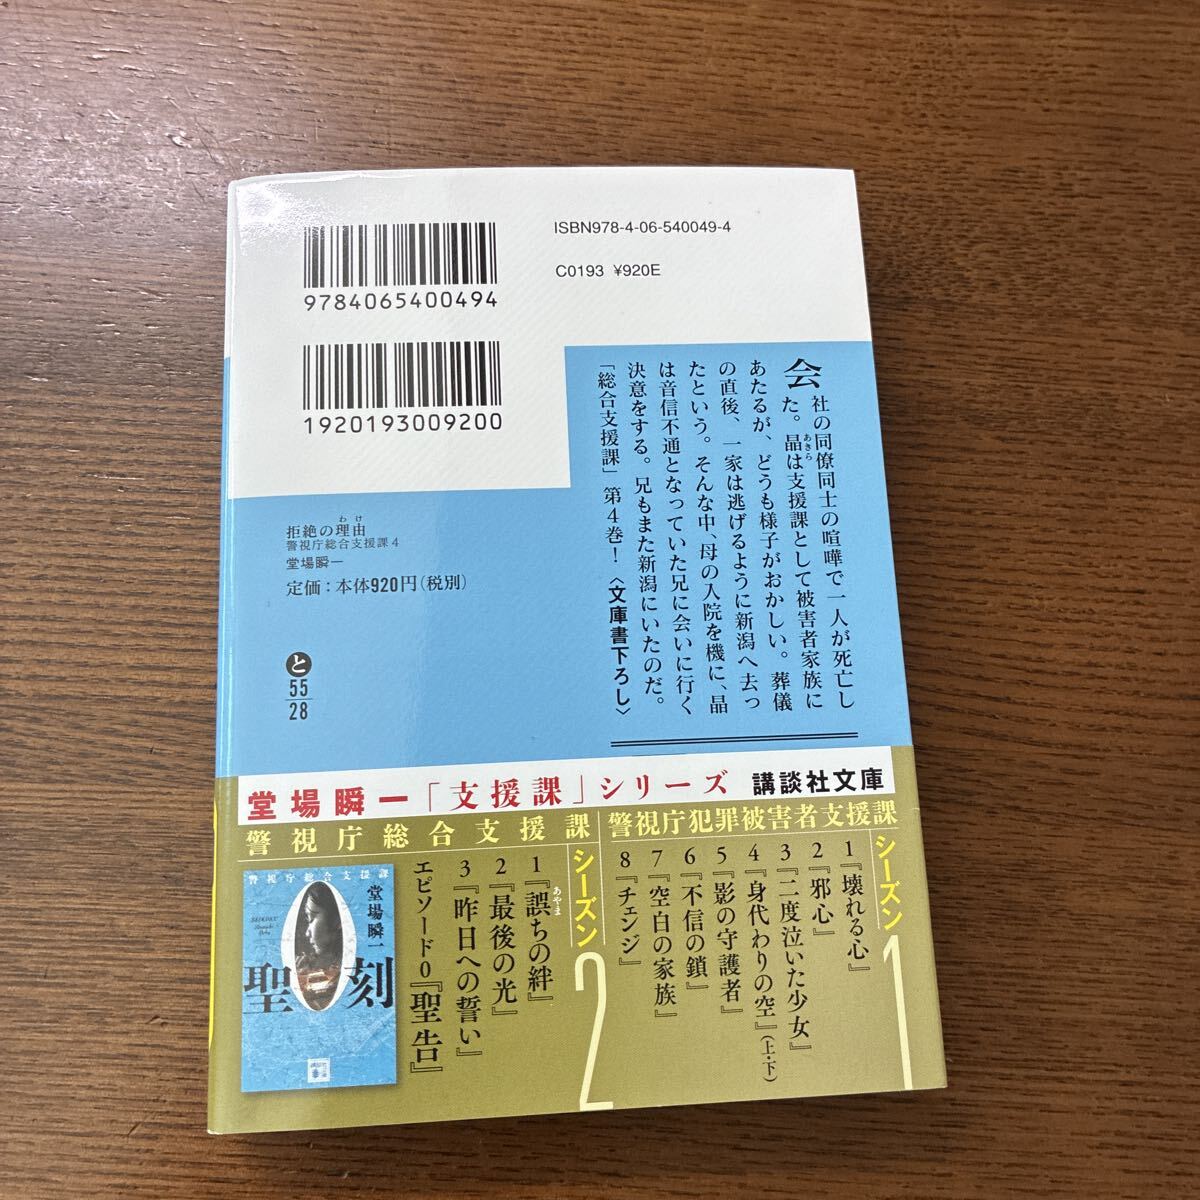 9784065400494
ISBN978-4-06-540049-4
C0193 ¥920E
1920193009200
会社の同僚同士の喧嘩で一人が死亡し
た。晶は支援課として被害者家族に
あきら
あたるが、どうも様子がおかしい。葬儀
の直後、一家は逃げるように新潟へ去っ
たという。そんな中、母の入院を機に、晶
は音信不通となっていた兄に会いに行く
決意をする。兄もまた新潟にいたのだ。
「総合支援課」第4巻！〈文庫書下ろし〉
わけ
拒絶の理由
警視庁総合支援課4
堂場瞬一
定価：本体920円（税別）
と
55
28
堂場瞬一「支援課」シリーズ 講談社文庫
警視庁犯罪被害者支援課
シーズン1
1『壊れる心』
2『邪心』
3『二度泣いた少女』
4『身代わりの空』（上・下）
5『影の守護者』
6『不信の鎖』
7『空白の家族』
8『チェンジ』
警視庁総合支援課
シーズン2
1『誤ちの絆』
あやま
2『最後の光』
3『昨日への誓い』
エピソード0『聖告』
警視庁総合支援課
堂場瞬一
0
聖刻